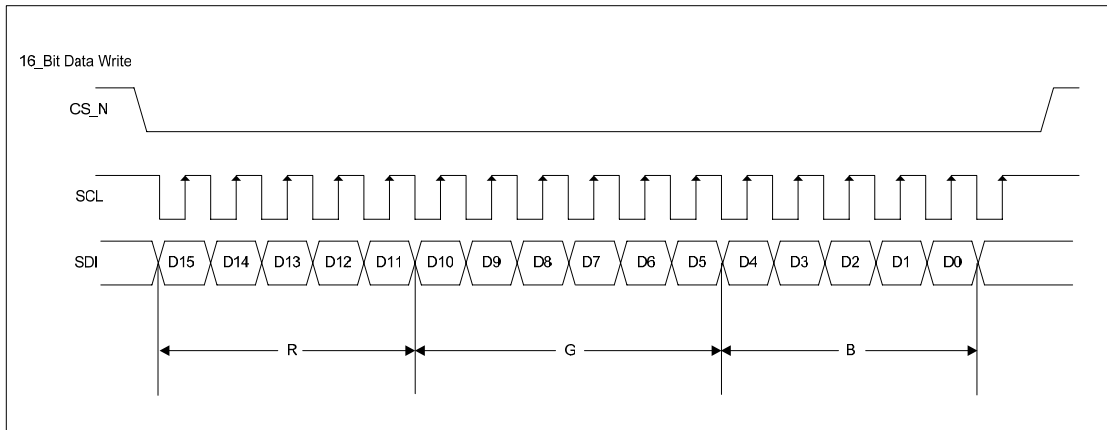 16_Bit Data Write
CS_N
SCL
SDI D15 D14 D13 D12 D11 D10 D9 D8 D7 D6 D5 D4 D3 D2 D1 D0
R G B